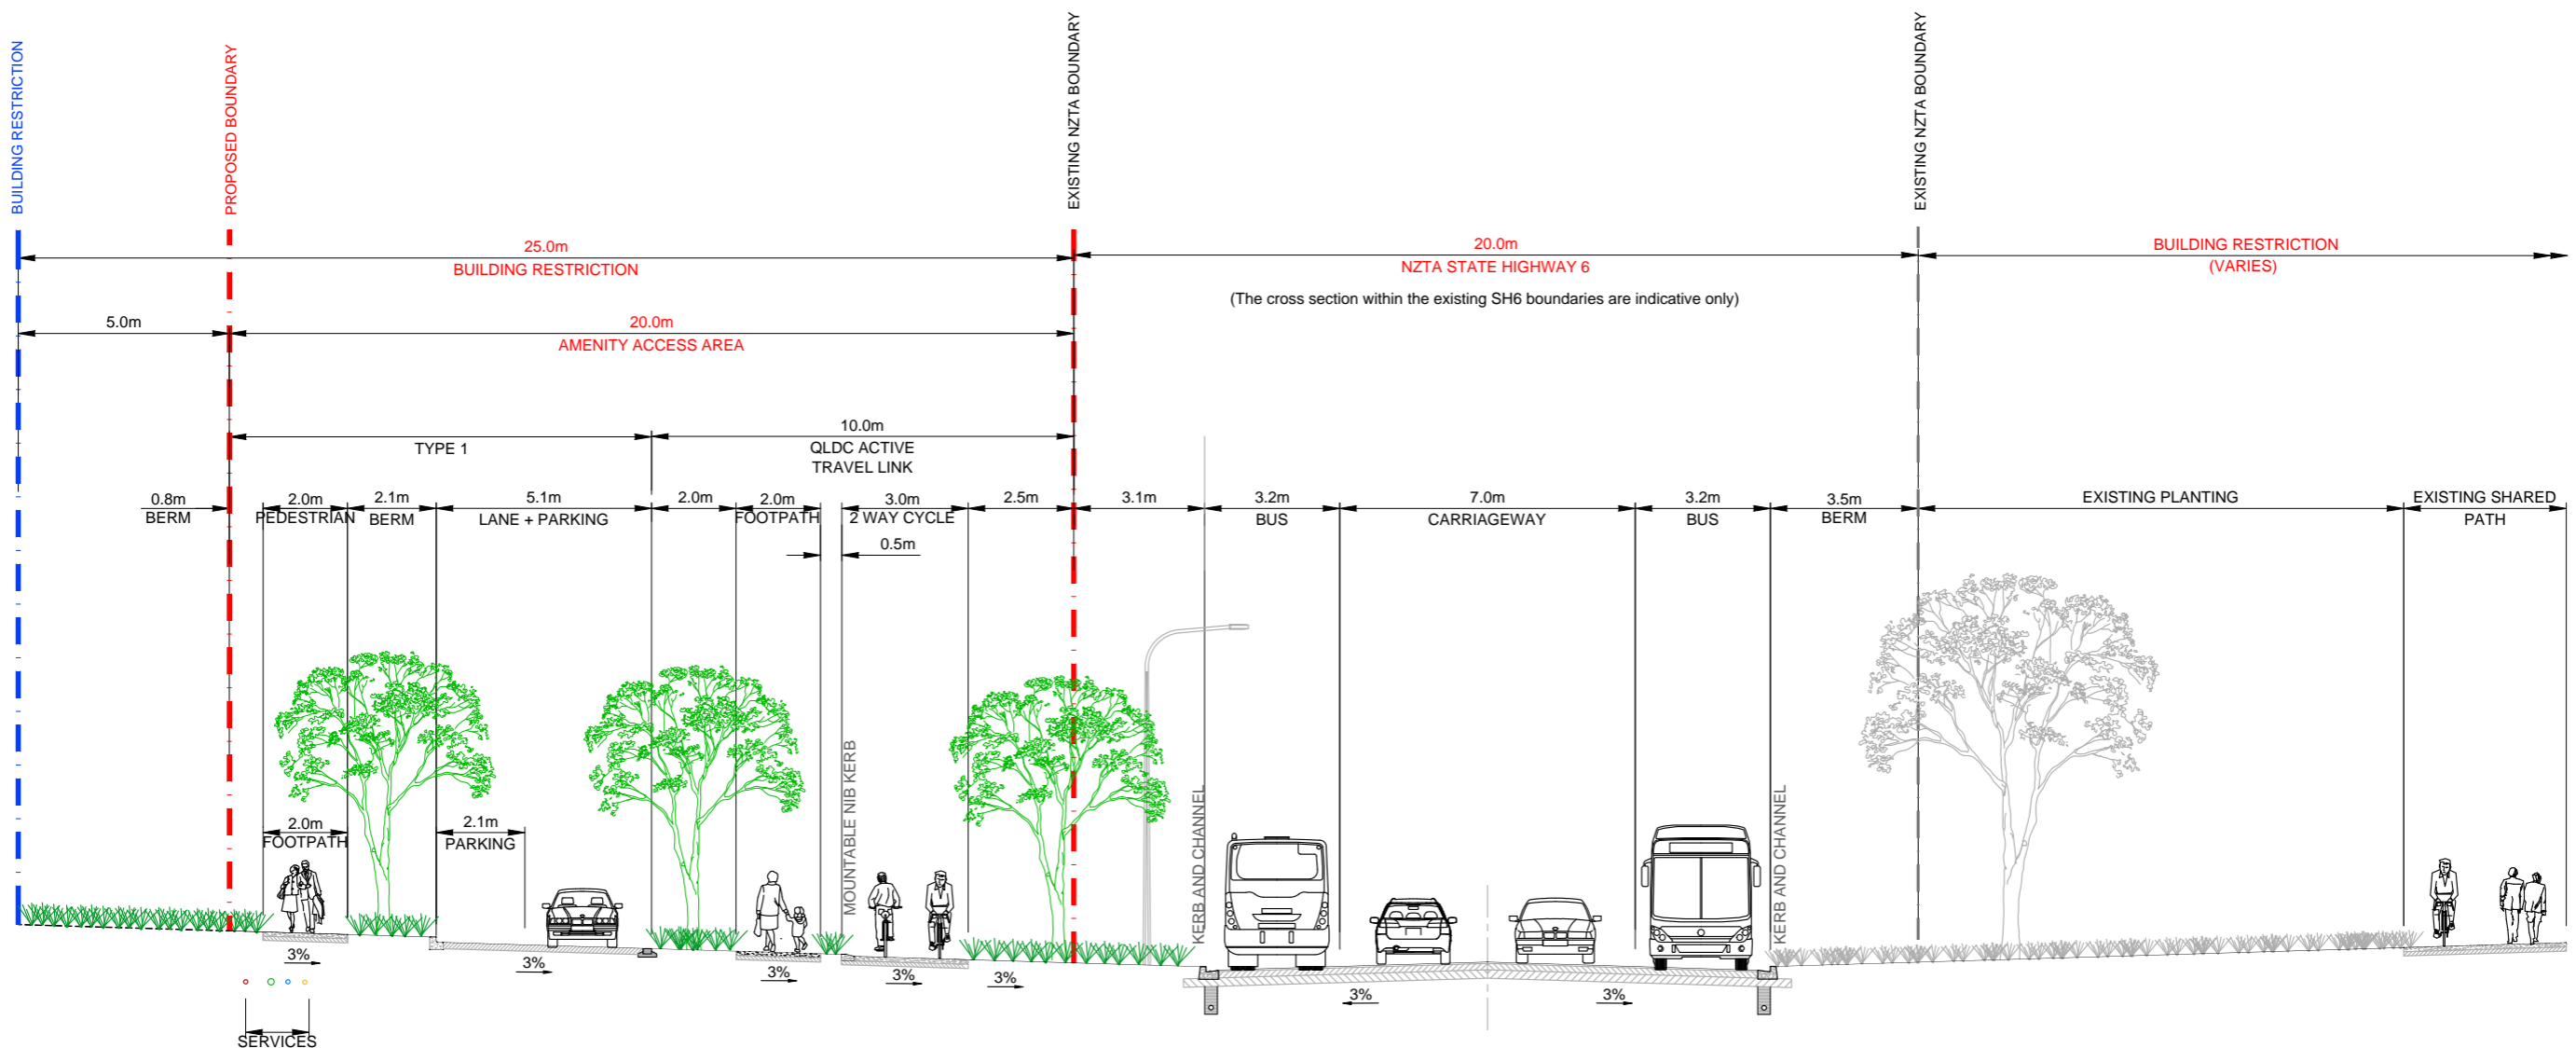 BUILDING RESTRICTION
PROPOSED BOUNDARY
EXISTING NZTA BOUNDARY
EXISTING NZTA BOUNDARY
25.0m
BUILDING RESTRICTION
20.0m
NZTA STATE HIGHWAY 6
BUILDING RESTRICTION
(VARIES)
(The cross section within the existing SH6 boundaries are indicative only)
5.0m
20.0m
AMENITY ACCESS AREA
TYPE 1
10.0m
QLDC ACTIVE
TRAVEL LINK
0.8m
BERM
2.0m
PEDESTRIAN
2.1m
BERM
5.1m
LANE + PARKING
2.0m
2.0m
FOOTPATH
3.0m
2 WAY CYCLE
2.5m
3.1m
3.2m
BUS
7.0m
CARRIAGEWAY
3.2m
BUS
3.5m
BERM
EXISTING PLANTING
EXISTING SHARED
PATH
0.5m
2.0m
FOOTPATH
2.1m
PARKING
MOUNTABLE NIB KERB
KERB AND CHANNEL
KERB AND CHANNEL
3%
3%
3%
3%
3%
3%
3%
SERVICES